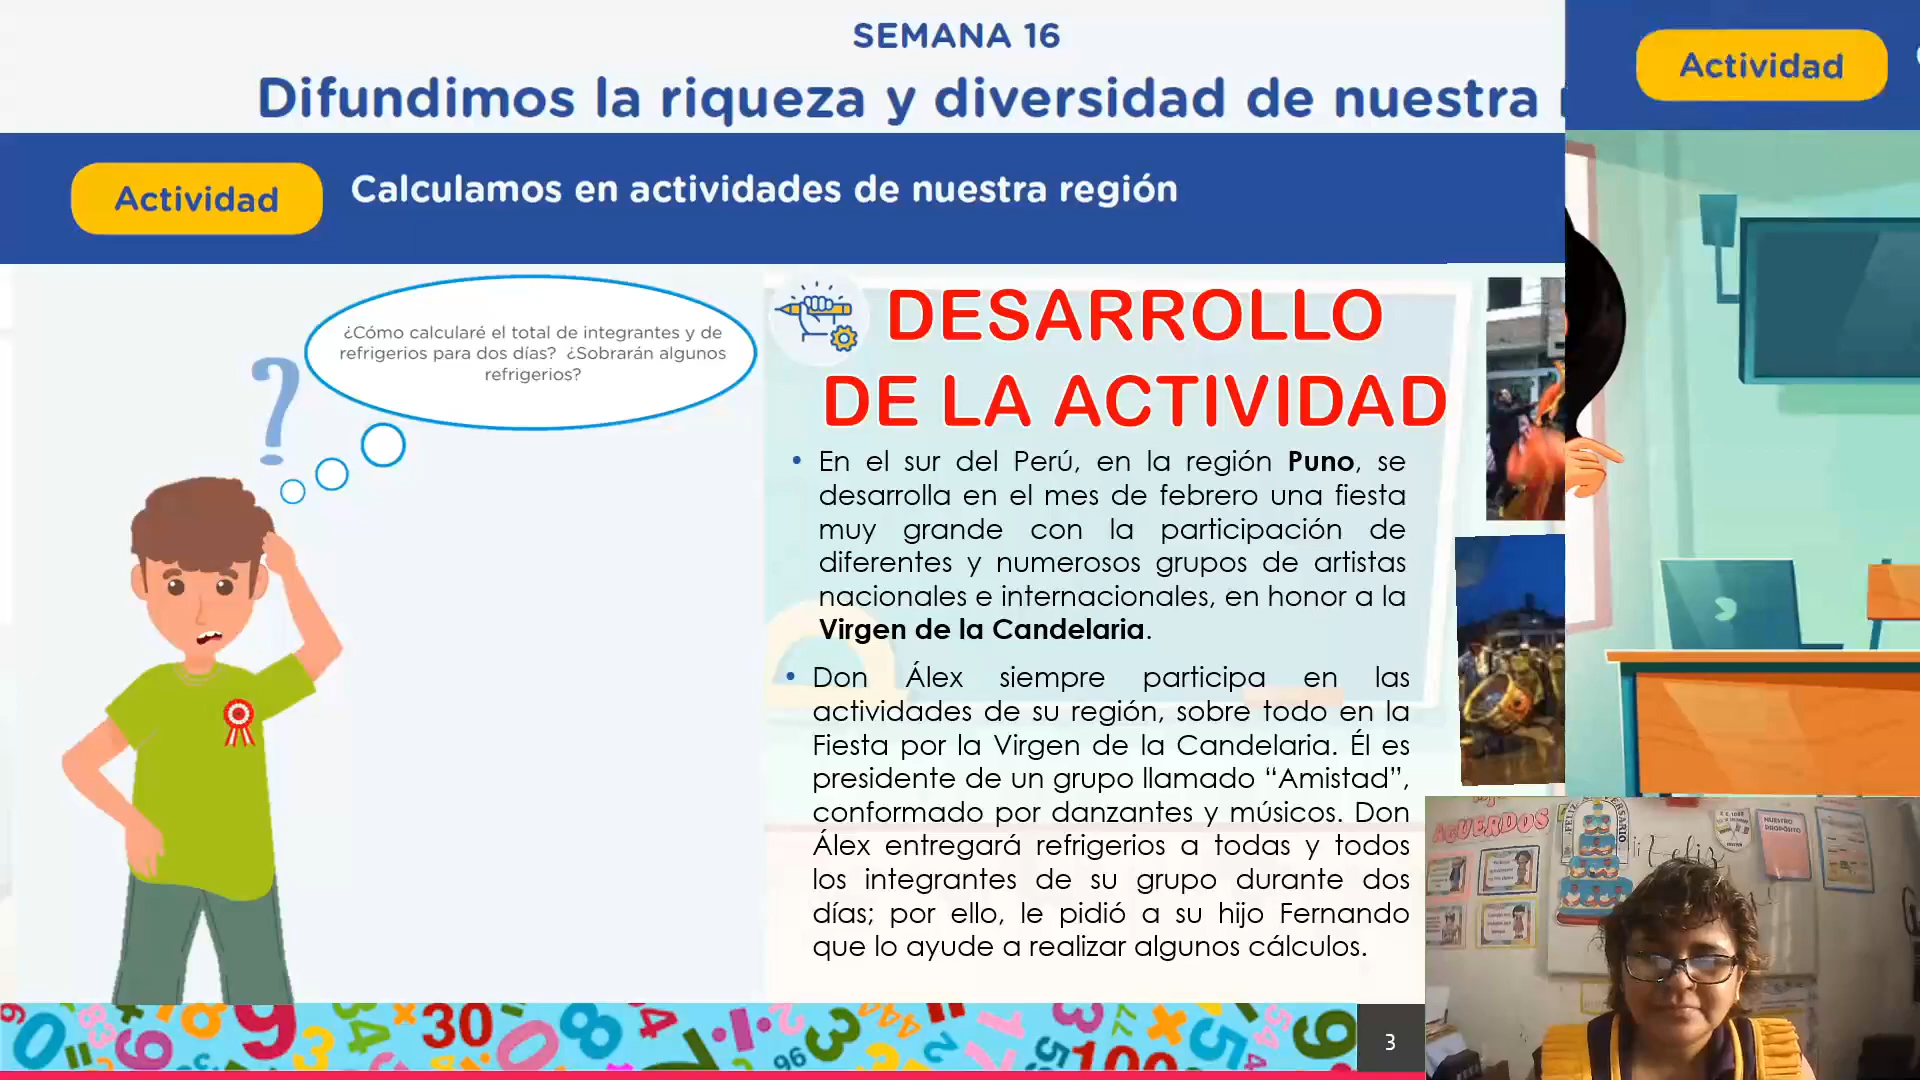 SEMANA 16
Difundimos la riqueza y diversidad de nuestra
Actividad
Actividad
Calculamos en actividades de nuestra región
¿Cómo calcularé el total de integrantes y de
refrigerios para dos días? ¿Sobrarán algunos
refrigerios?
?
DESARROLLO
DE LA ACTIVIDAD
• En el sur del Perú, en la región Puno, se
desarrolla en el mes de febrero una fiesta
muy grande con la participación de
diferentes y numerosos grupos de artistas
nacionales e internacionales, en honor a la
Virgen de la Candelaria.
• Don Álex siempre participa en las
actividades de su región, sobre todo en la
Fiesta por la Virgen de la Candelaria. Él es
presidente de un grupo llamado “Amistad”,
conformado por danzantes y músicos. Don
Álex entregará refrigerios a todas y todos
los integrantes de su grupo durante dos
días; por ello, le pidió a su hijo Fernando
que lo ayude a realizar algunos cálculos.
3
ACUERDOS
FELIZ
¡¡Feliz
NUESTRO
PROPÓSITO